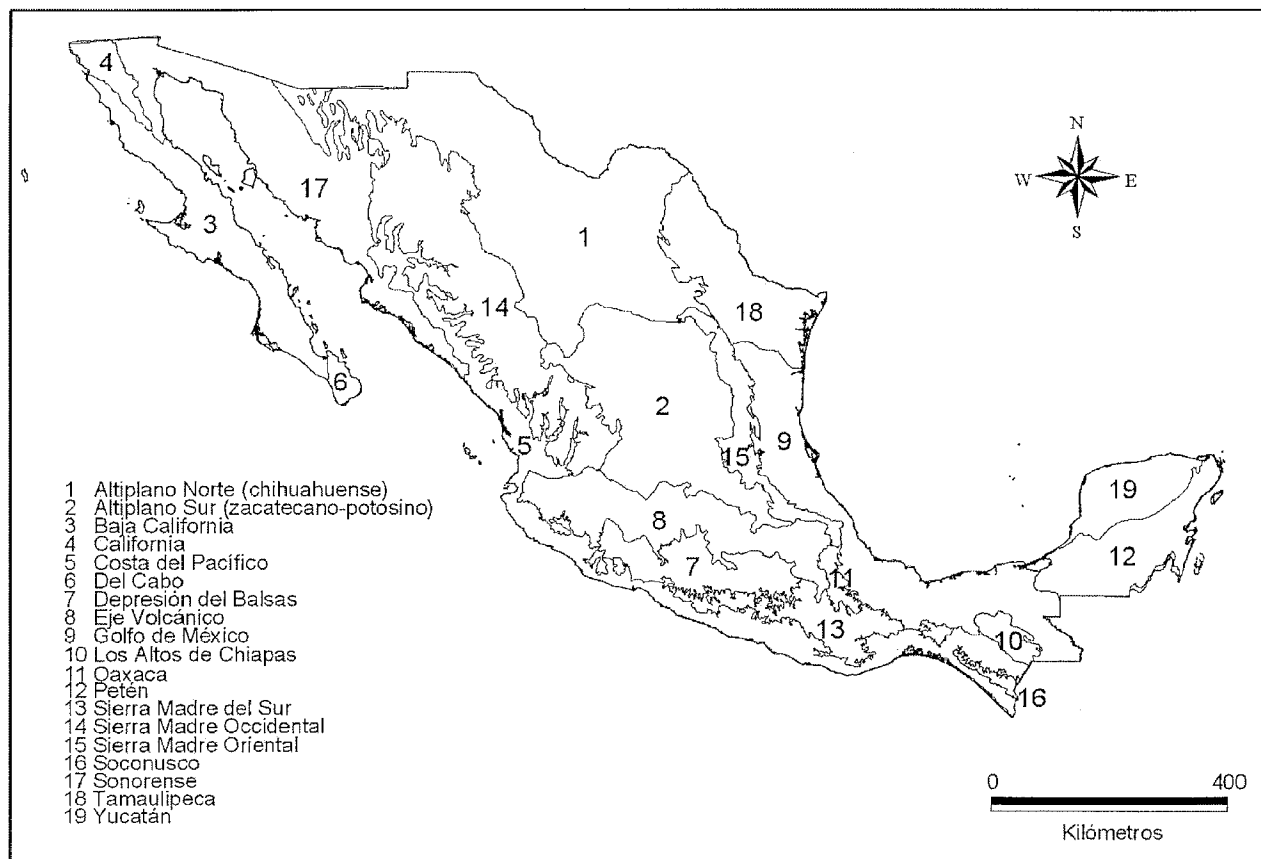 4
N
W E
S
17
3
1
14
18
6
2
5
15
9
19
8
12
7
11
13
10
16
1 Altiplano Norte (chihuahuense)
2 Altiplano Sur (zacatecano-potosino)
3 Baja California
4 California
5 Costa del Pacífico
6 Del Cabo
7 Depresión del Balsas
8 Eje Volcánico
9 Golfo de México
10 Los Altos de Chiapas
11 Oaxaca
12 Petén
13 Sierra Madre del Sur
14 Sierra Madre Occidental
15 Sierra Madre Oriental
16 Soconusco
17 Sonorense
18 Tamaulipeca
19 Yucatán
0 400
Kilómetros